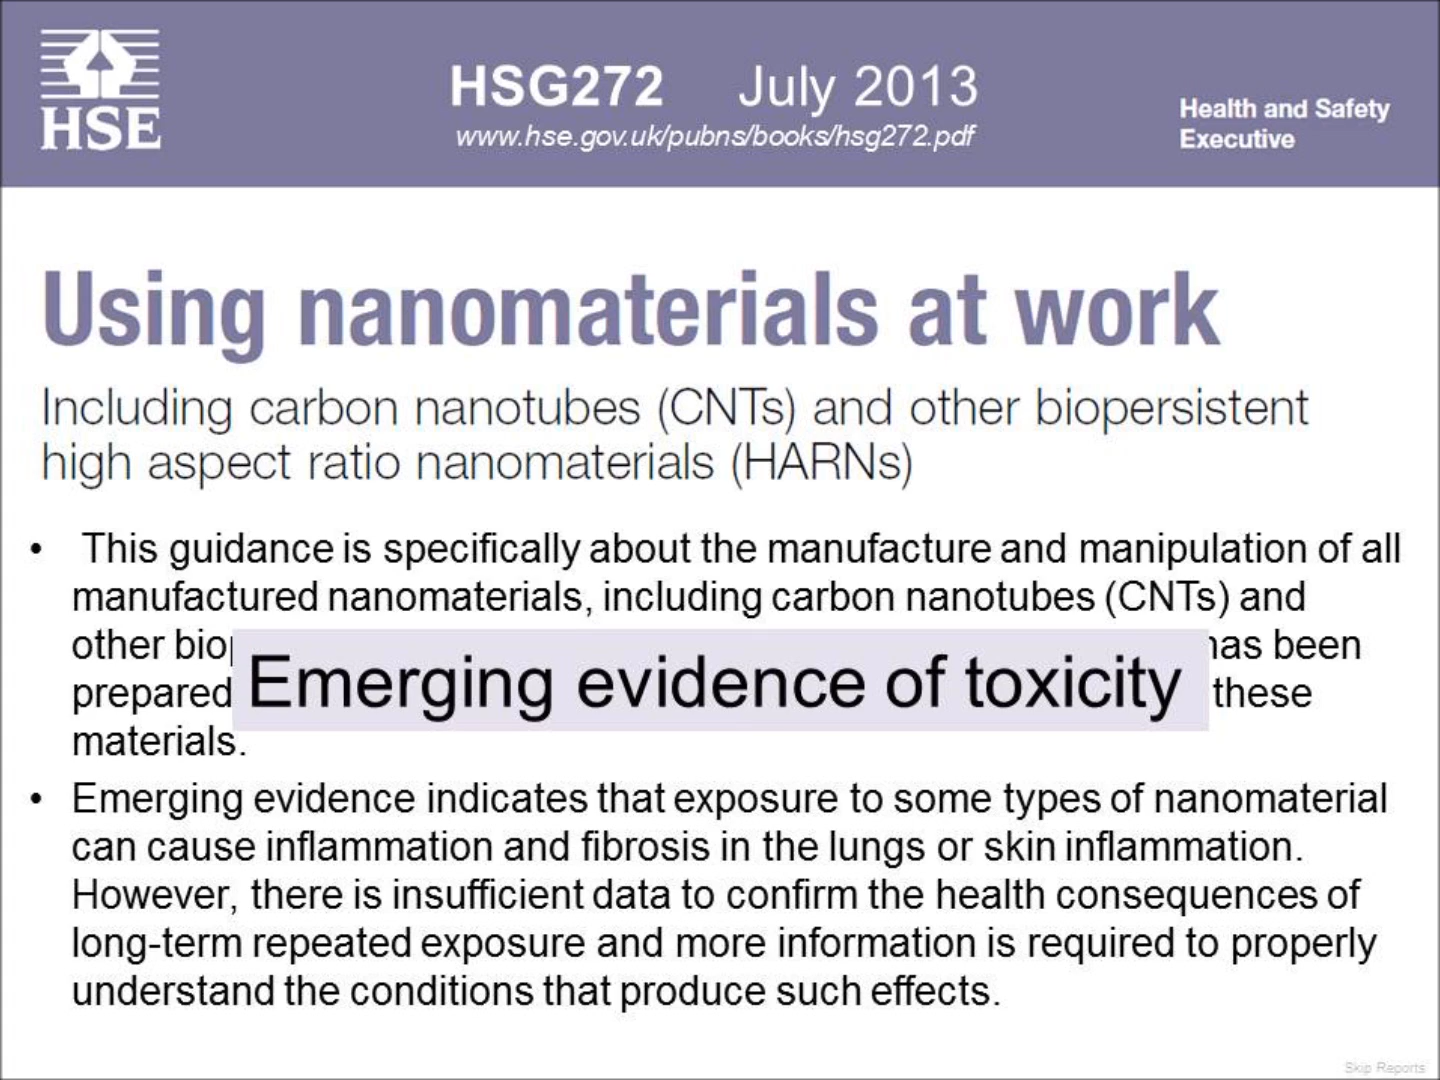 HSE
HSG272 July 2013
www.hse.gov.uk/pubns/books/hsg272.pdf
Health and Safety
Executive
Using nanomaterials at work
Including carbon nanotubes (CNTs) and other biopersistent
high aspect ratio nanomaterials (HARNs)
• This guidance is specifically about the manufacture and manipulation of all
manufactured nanomaterials, including carbon nanotubes (CNTs) and
other has been
prepared these
materials.
Emerging evidence of toxicity
• Emerging evidence indicates that exposure to some types of nanomaterial
can cause inflammation and fibrosis in the lungs or skin inflammation.
However, there is insufficient data to confirm the health consequences of
long-term repeated exposure and more information is required to properly
understand the conditions that produce such effects.
Skip Reports